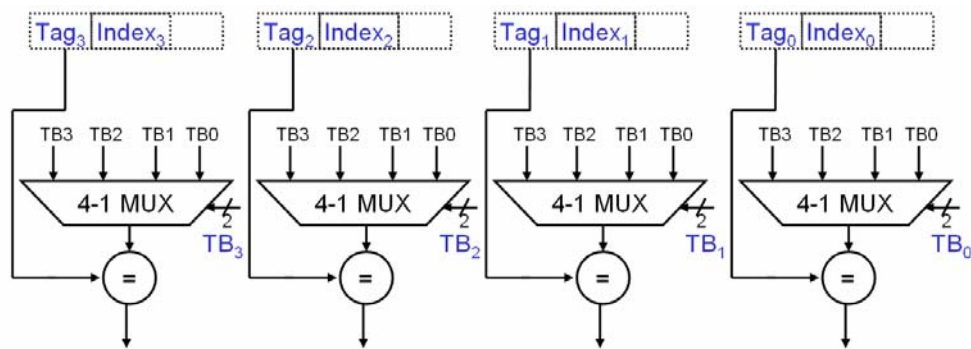 Tag₃ Index₃ Tag₂ Index₂ Tag₁ Index₁ Tag₀ Index₀
TB3 TB2 TB1 TB0 TB3 TB2 TB1 TB0 TB3 TB2 TB1 TB0 TB3 TB2 TB1 TB0
4-1 MUX 2 4-1 MUX 2 4-1 MUX 2 4-1 MUX 2
TB₃ TB₂ TB₁ TB₀
= = = =